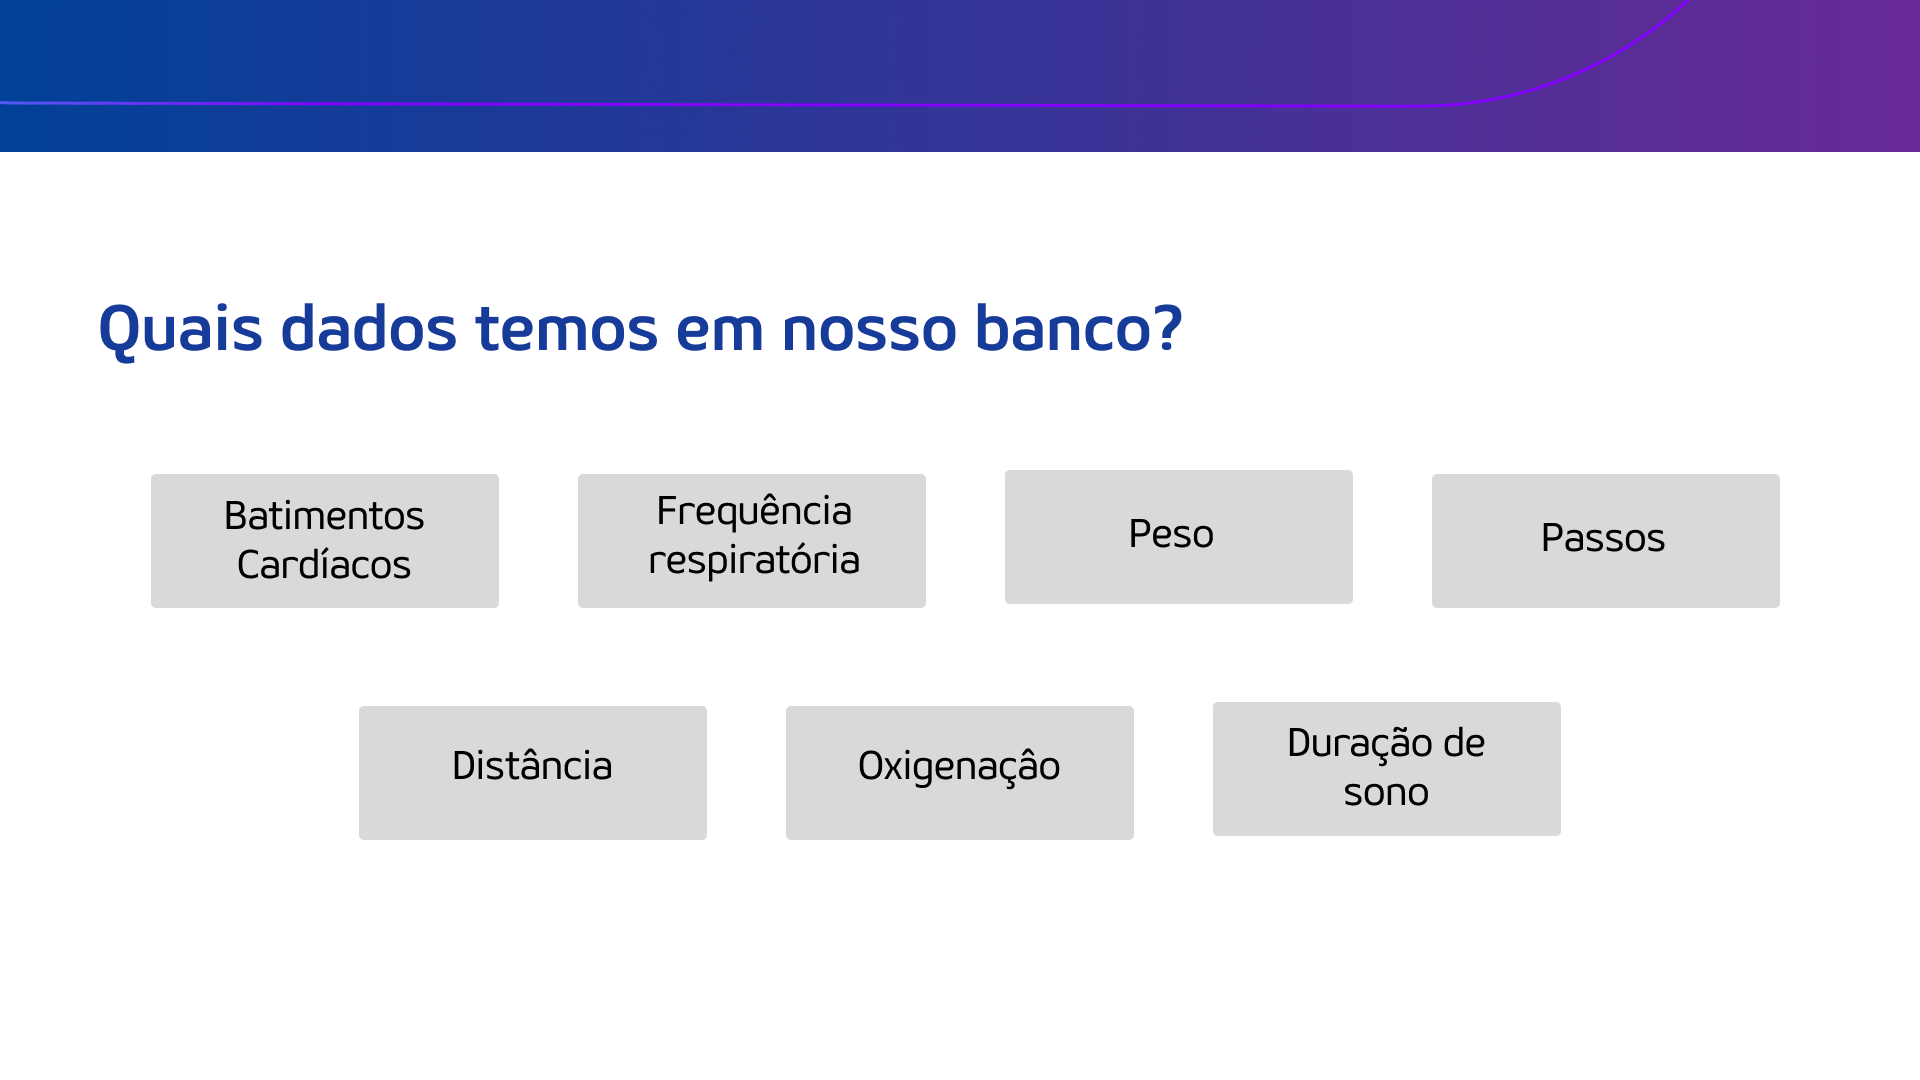 Quais dados temos em nosso banco?
Batimentos
Cardíacos
Frequência
respiratória
Peso
Passos
Distância
Oxigenaçâo
Duração de
sono